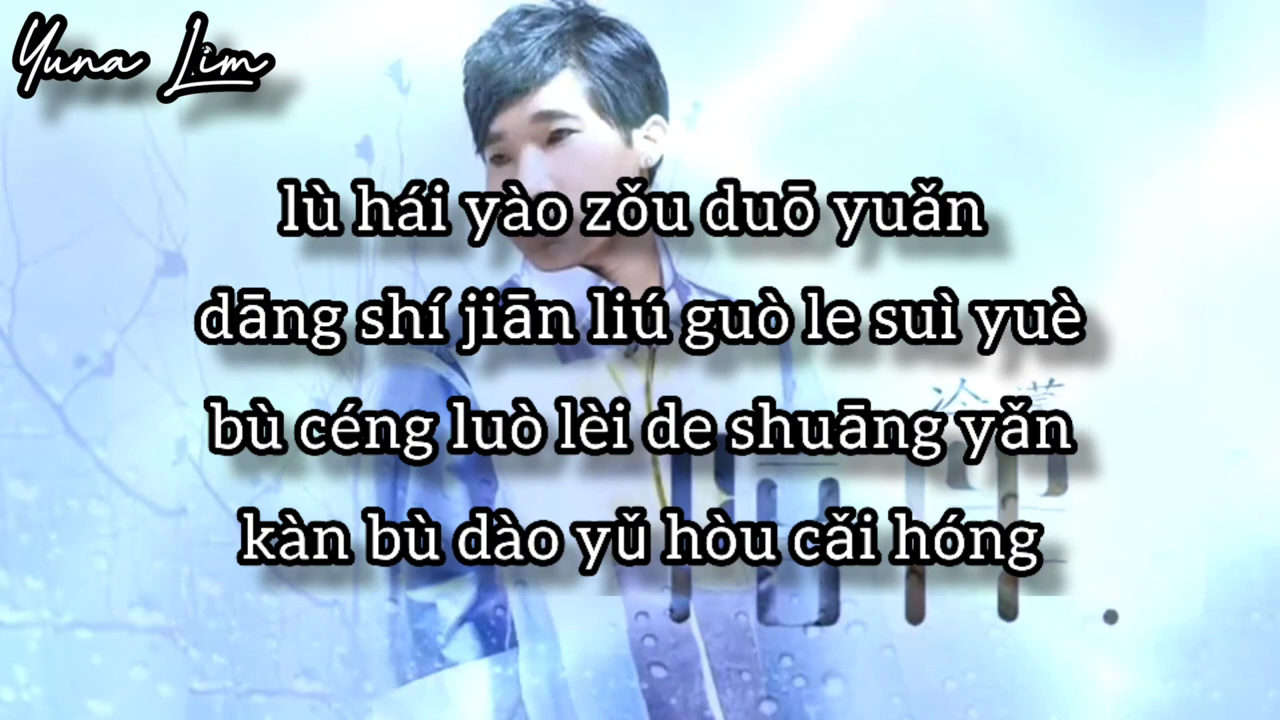 Yuna Lim
lù hái yào zǒu duō yuǎn
dāng shí jiān liú guò le suì yuè
bù céng luò lèi de shuāng yǎn
kàn bù dào yǔ hòu cǎi hóng